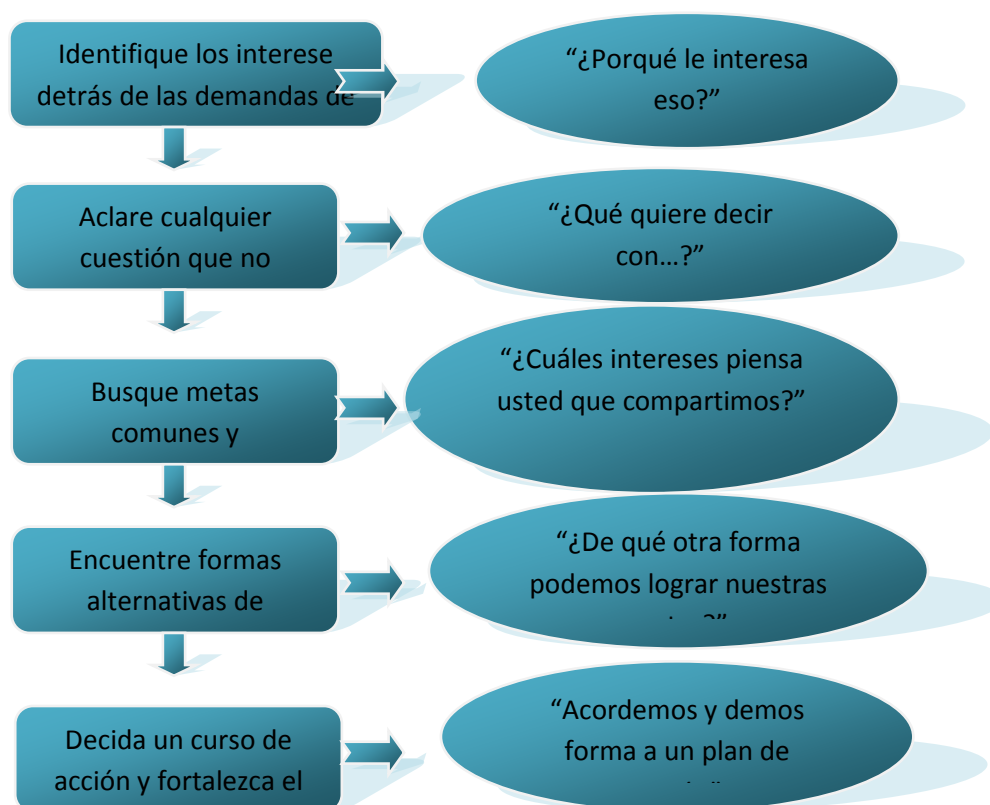 Identifique los interese
detrás de las demandas de
“¿Porqué le interesa
eso?”
Aclare cualquier
cuestión que no
“¿Qué quiere decir
con…?”
Busque metas
comunes y
“¿Cuáles intereses piensa
usted que compartimos?”
Encuentre formas
alternativas de
“¿De qué otra forma
podemos lograr nuestras
Decida un curso de
acción y fortalezca el
“Acordemos y demos
forma a un plan de